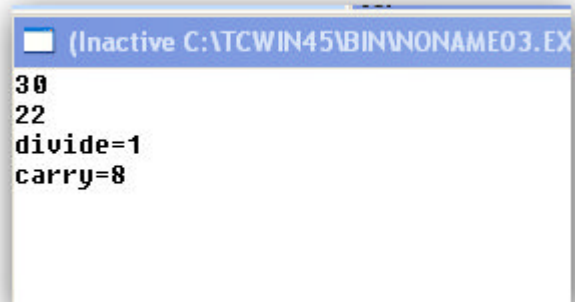 (Inactive C:\TCWIN45\BIN\NONAME03.EX
30
22
divide=1
carry=8